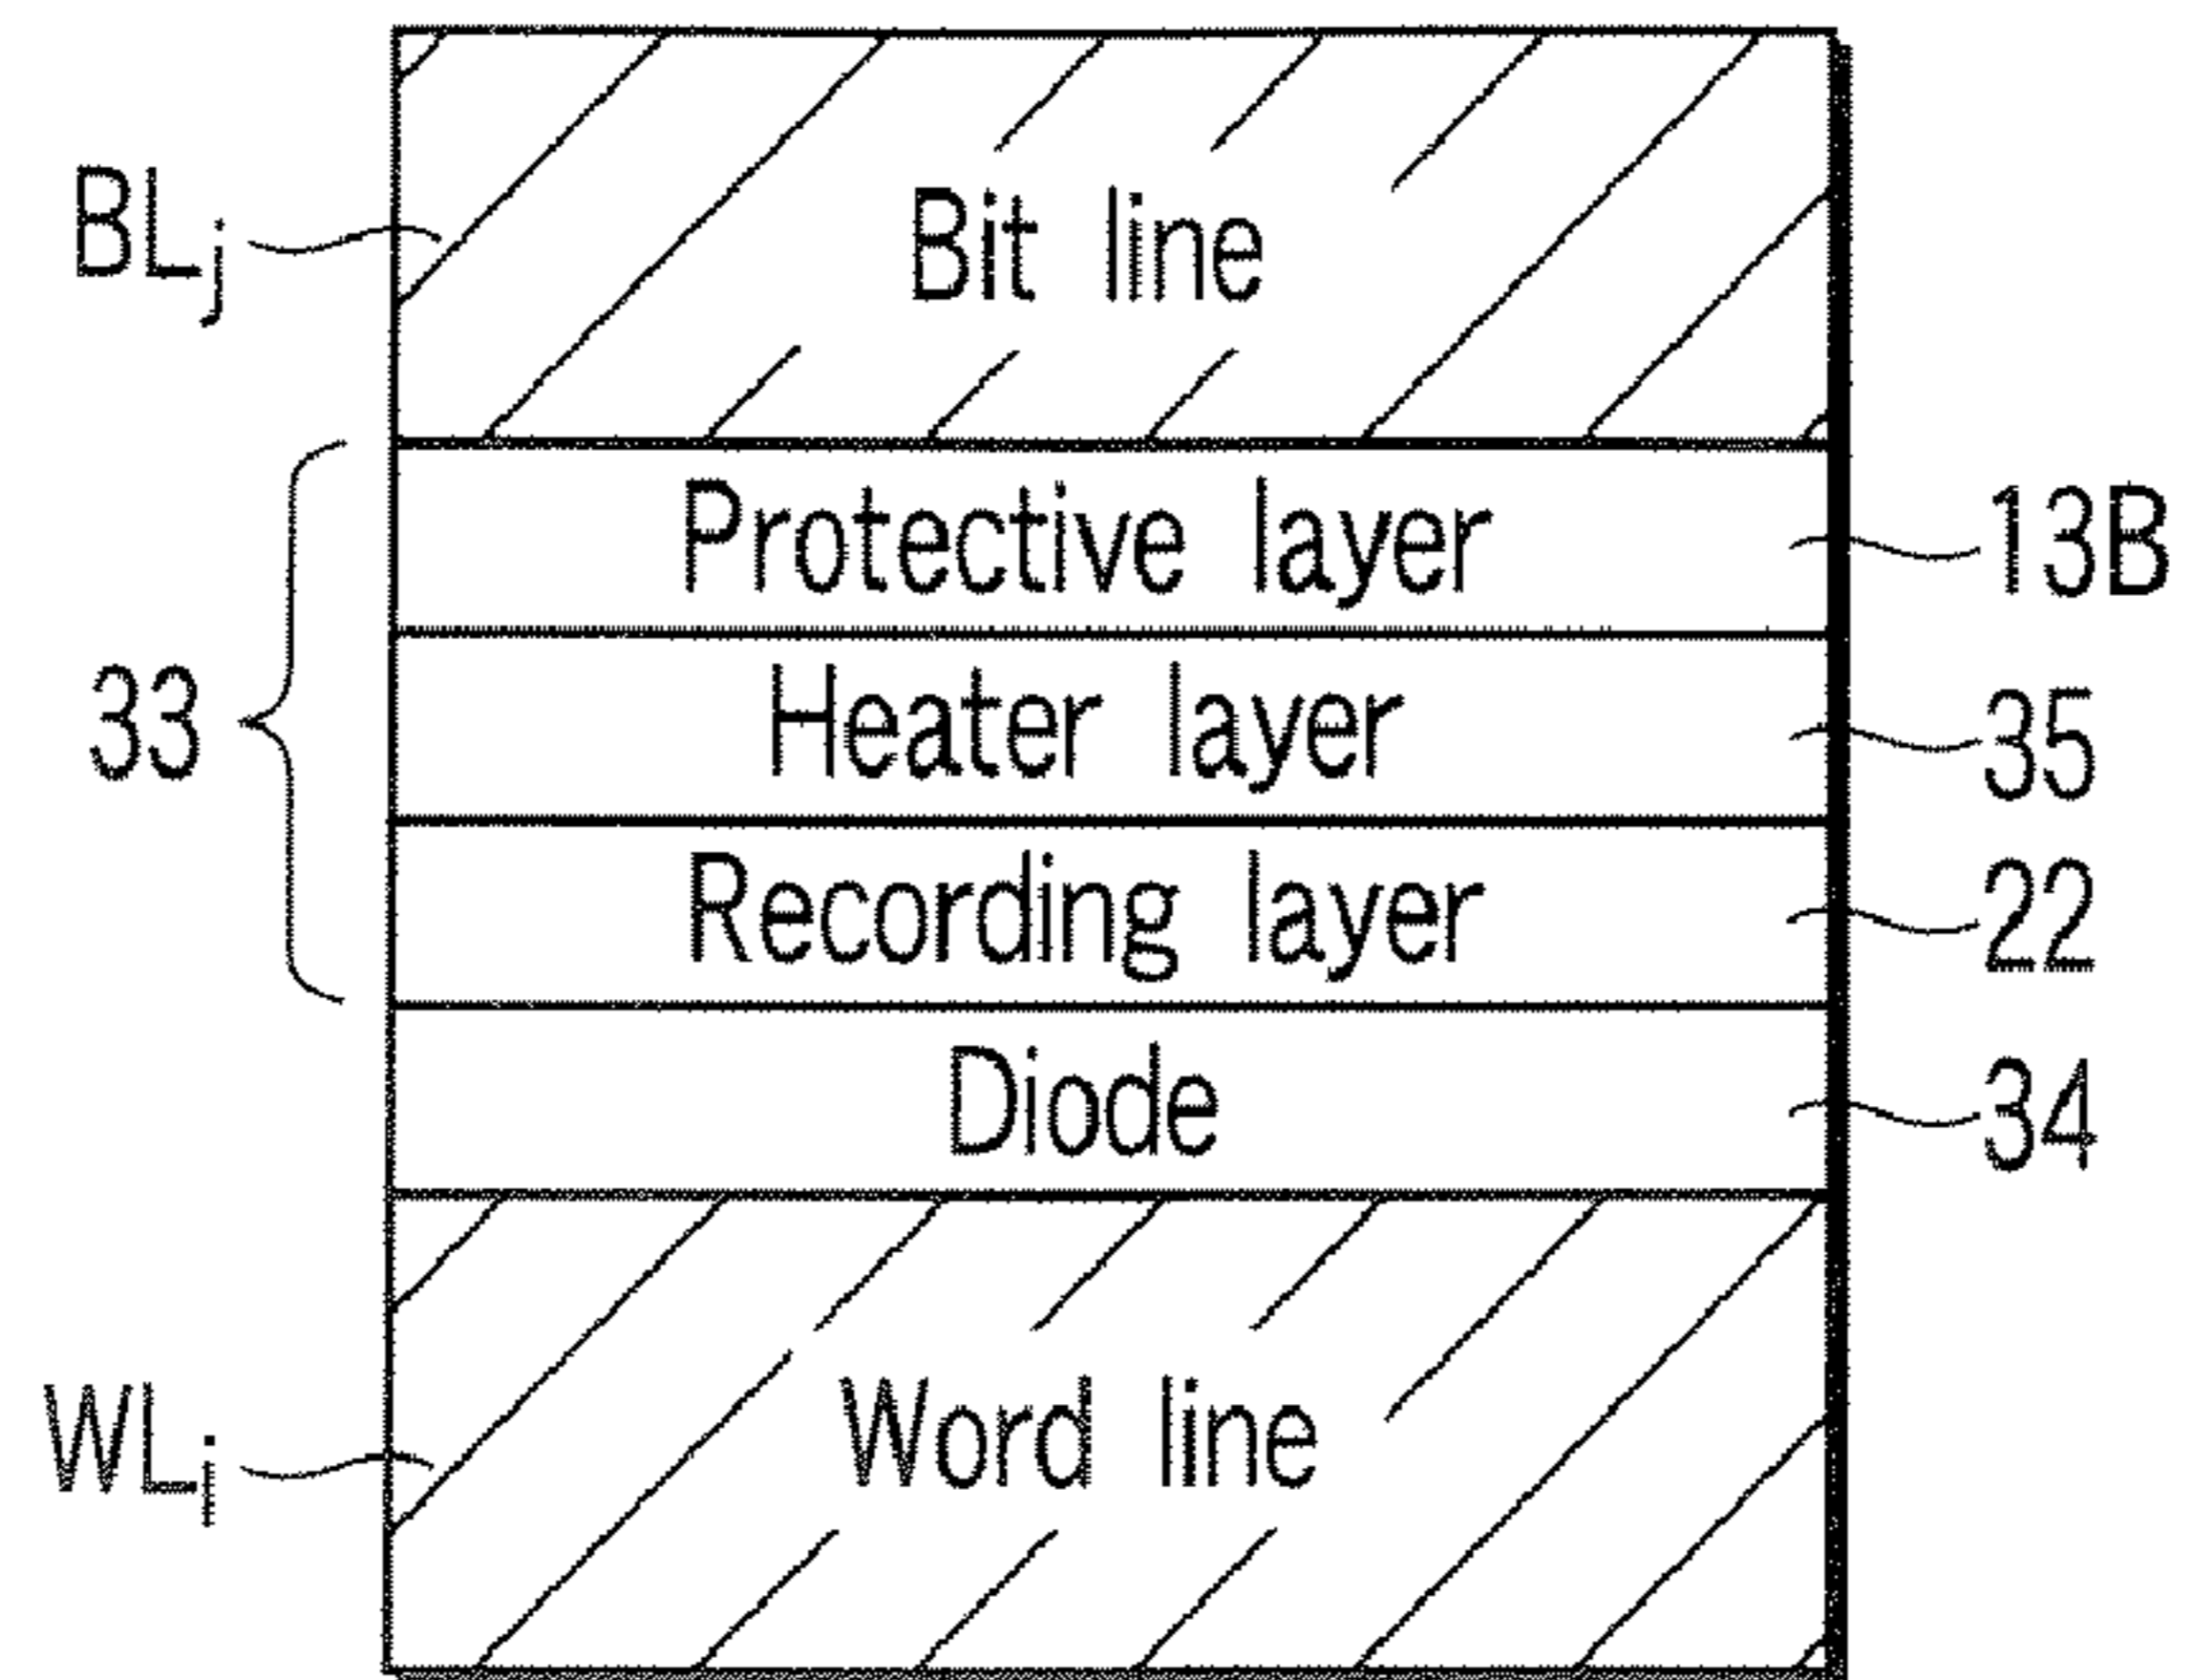 BLj
Bit line
Protective layer
13B
33
Heater layer
35
Recording layer
22
Diode
34
WLi
Word line